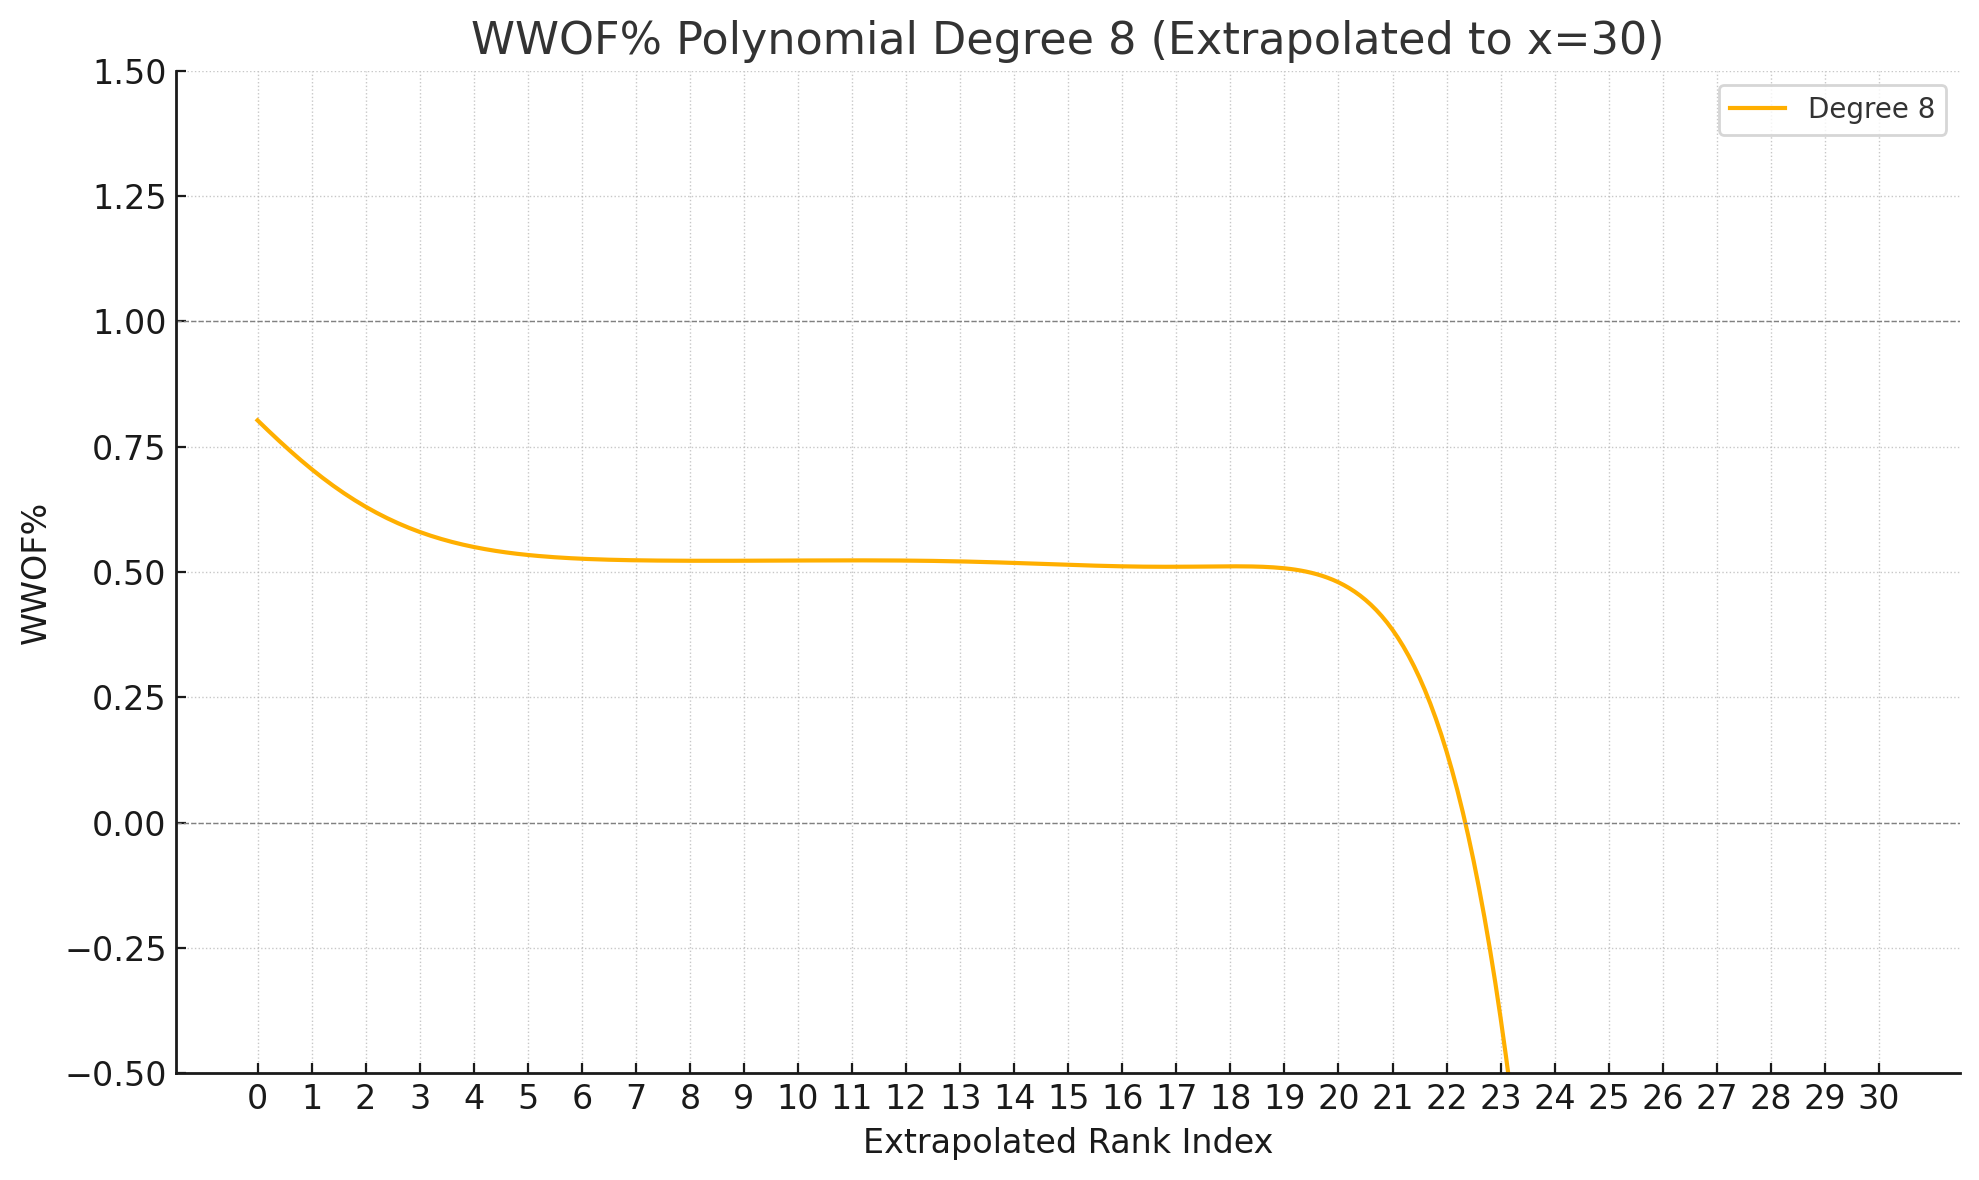 WWOF% Polynomial Degree 8 (Extrapolated to x=30)
Degree 8
1.50
1.25
1.00
0.75
0.50
0.25
0.00
−0.25
−0.50
WWOF%
0 1 2 3 4 5 6 7 8 9 10 11 12 13 14 15 16 17 18 19 20 21 22 23 24 25 26 27 28 29 30
Extrapolated Rank Index